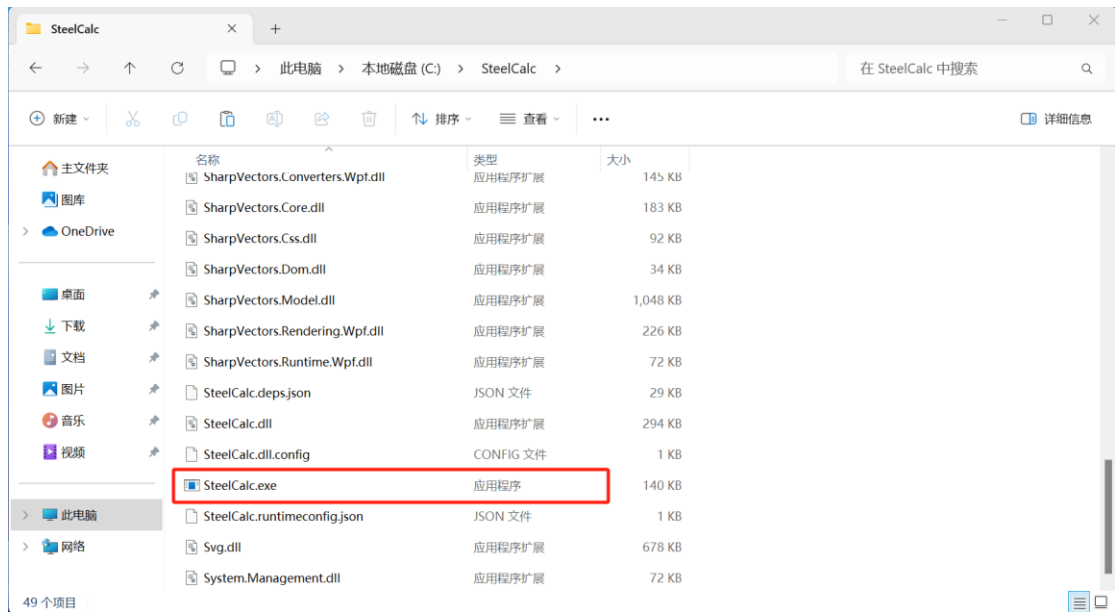 SteelCalc
此电脑 > 本地磁盘 (C:) > SteelCalc >
在 SteelCalc 中搜索
新建 排序 查看 ... 详细信息
名称 类型 大小
SharpVectors.Converters.Wpf.dll 应用程序扩展 145 KB
SharpVectors.Core.dll 应用程序扩展 183 KB
SharpVectors.Css.dll 应用程序扩展 92 KB
SharpVectors.Dom.dll 应用程序扩展 34 KB
SharpVectors.Model.dll 应用程序扩展 1,048 KB
SharpVectors.Rendering.Wpf.dll 应用程序扩展 226 KB
SharpVectors.Runtime.Wpf.dll 应用程序扩展 72 KB
SteelCalc.deps.json JSON 文件 29 KB
SteelCalc.dll 应用程序扩展 294 KB
SteelCalc.dll.config CONFIG 文件 1 KB
SteelCalc.exe 应用程序 140 KB
SteelCalc.runtimeconfig.json JSON 文件 1 KB
Svg.dll 应用程序扩展 678 KB
System.Management.dll 应用程序扩展 72 KB
主文件夹
图库
OneDrive
桌面
下载
文档
图片
音乐
视频
此电脑
网络
49 个项目